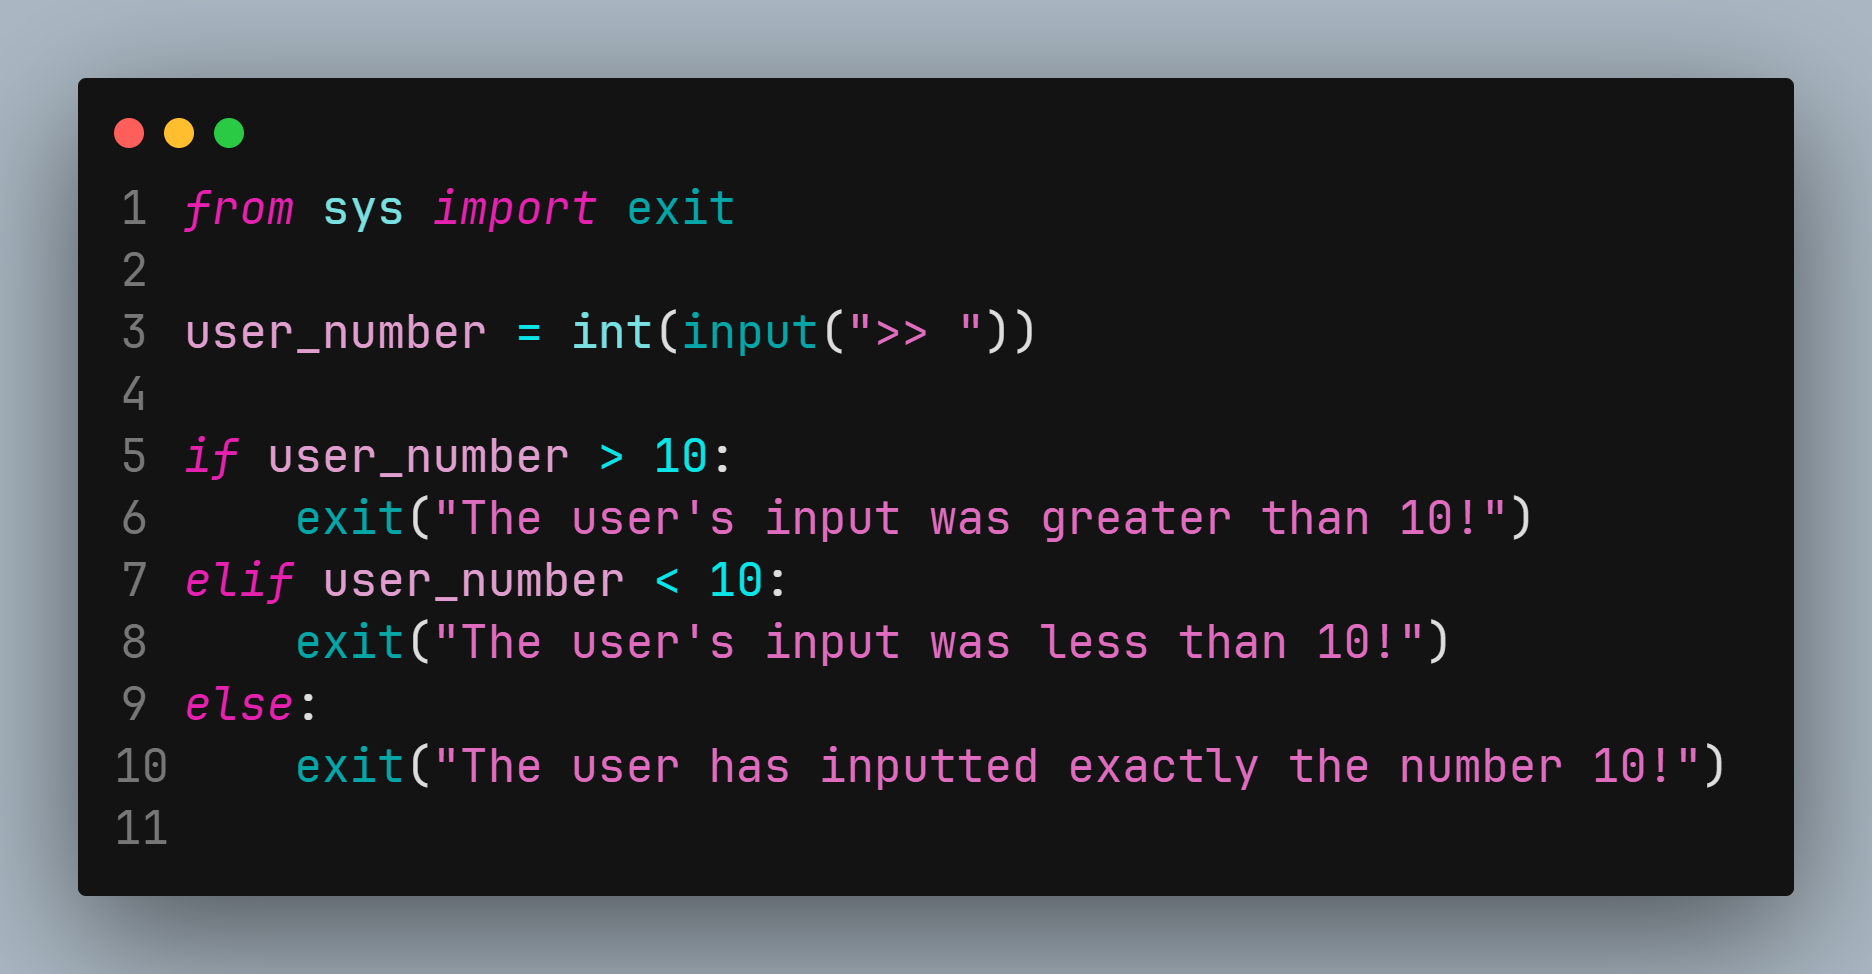 1 from sys import exit
2
3 user_number = int(input(">> "))
4
5 if user_number > 10:
6     exit("The user's input was greater than 10!")
7 elif user_number < 10:
8     exit("The user's input was less than 10!")
9 else:
10     exit("The user has inputted exactly the number 10!")
11